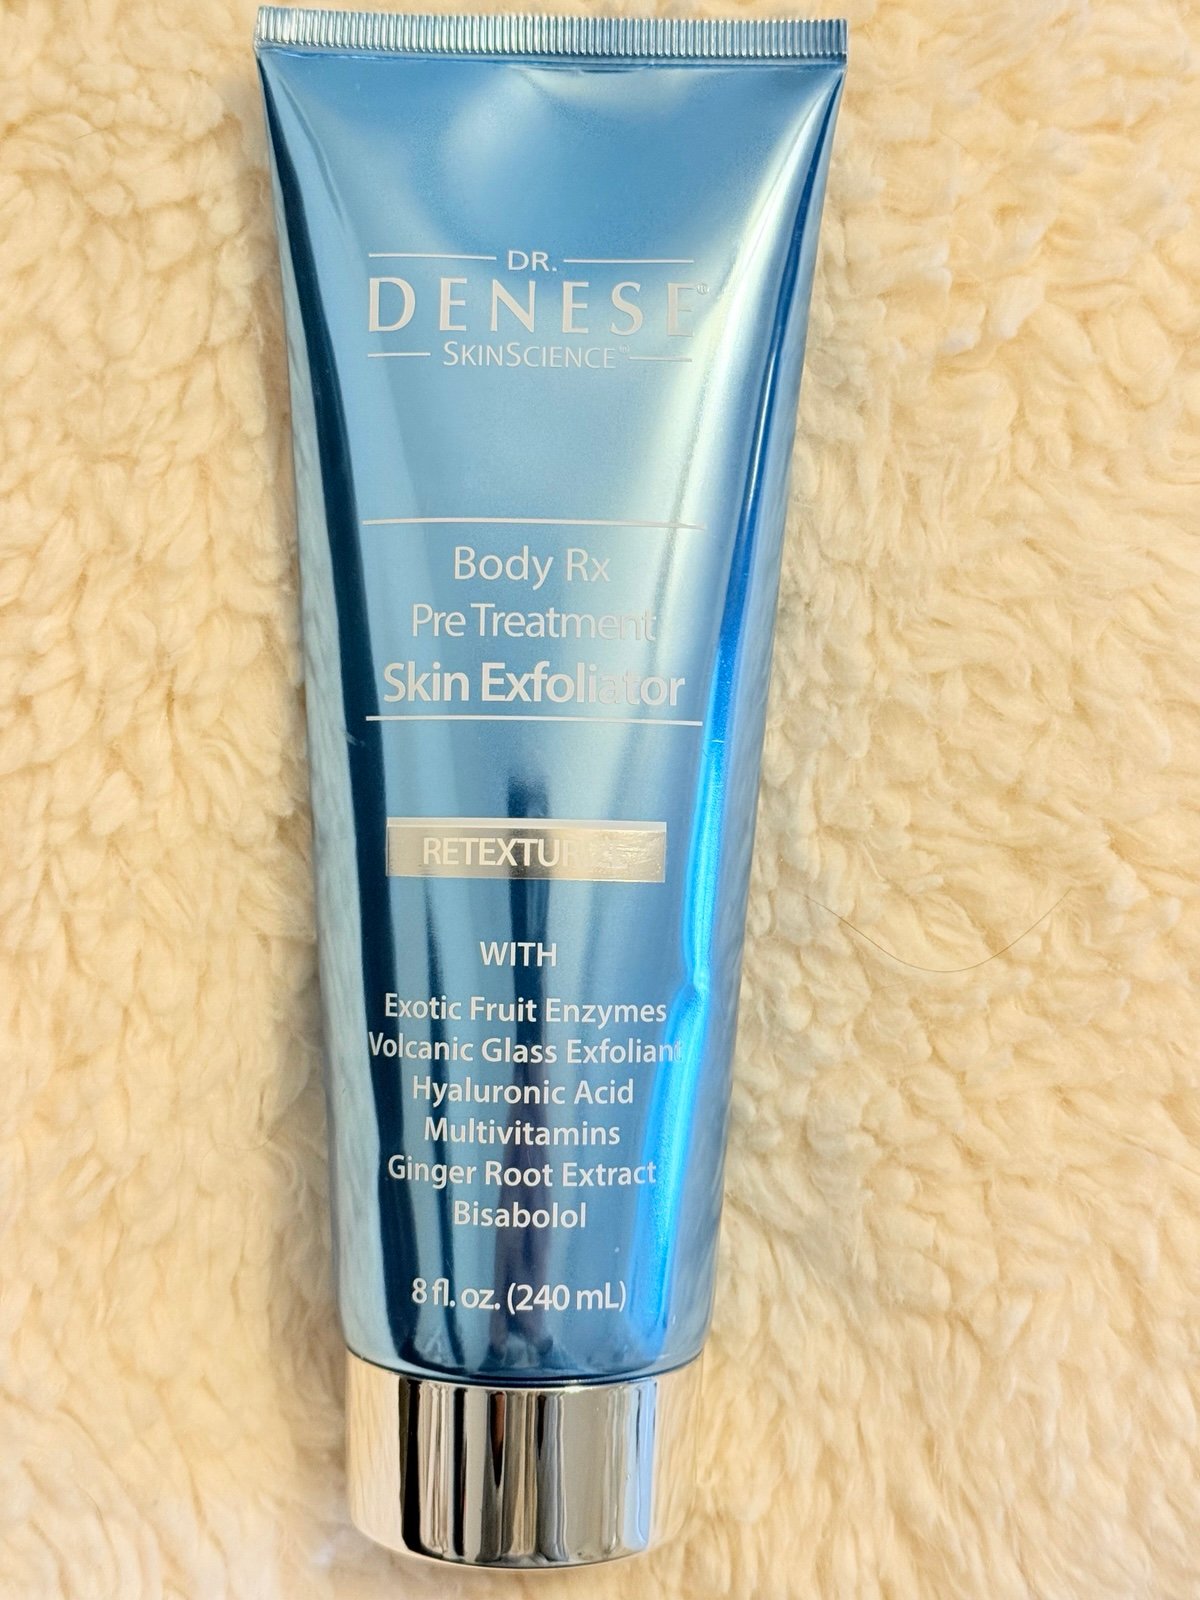 DR.
DENESE®
SKINSCIENCE™
Body Rx
Pre Treatment
Skin Exfoliator
WITH
Exotic Fruit Enzymes
Volcanic Glass Exfoliant
Hyaluronic Acid
Multivitamins
Ginger Root Extract
Bisabolol
8 fl. oz. (240 mL)